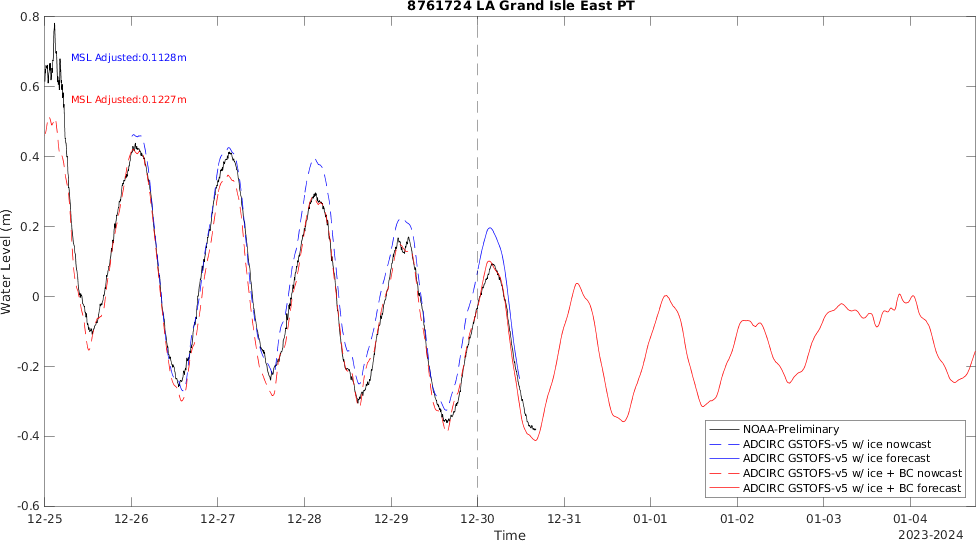 8761724 LA Grand Isle East PT
MSL Adjusted:0.1128m
MSL Adjusted:0.1227m
Water Level (m)
0.8
0.6
0.4
0.2
0
-0.2
-0.4
-0.6
NOAA-Preliminary
ADCIRC GSTOFS-v5 w/ ice nowcast
ADCIRC GSTOFS-v5 w/ ice forecast
ADCIRC GSTOFS-v5 w/ ice + BC nowcast
ADCIRC GSTOFS-v5 w/ ice + BC forecast
12-25 12-26 12-27 12-28 12-29 12-30 12-31 01-01 01-02 01-03 01-04
Time
2023-2024